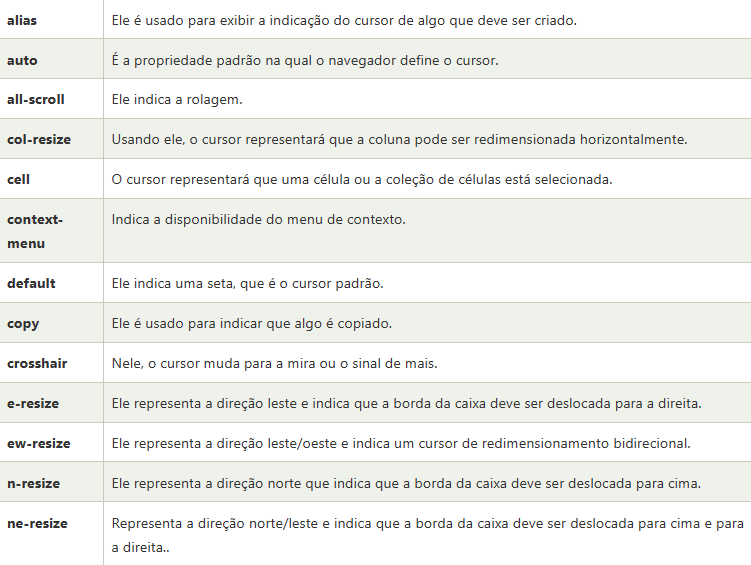 alias Ele é usado para exibir a indicação do cursor de algo que deve ser criado.
auto É a propriedade padrão na qual o navegador define o cursor.
all-scroll Ele indica a rolagem.
col-resize Usando ele, o cursor representará que a coluna pode ser redimensionada horizontalmente.
cell O cursor representará que uma célula ou a coleção de células está selecionada.
context- Indica a disponibilidade do menu de contexto.
menu
default Ele indica uma seta, que é o cursor padrão.
copy Ele é usado para indicar que algo é copiado.
crosshair Nele, o cursor muda para a mira ou o sinal de mais.
e-resize Ele representa a direção leste e indica que a borda da caixa deve ser deslocada para a direita.
ew-resize Ele representa a direção leste/oeste e indica um cursor de redimensionamento bidirecional.
n-resize Ele representa a direção norte que indica que a borda da caixa deve ser deslocada para cima.
ne-resize Representa a direção norte/leste e indica que a borda da caixa deve ser deslocada para cima e para
a direita..